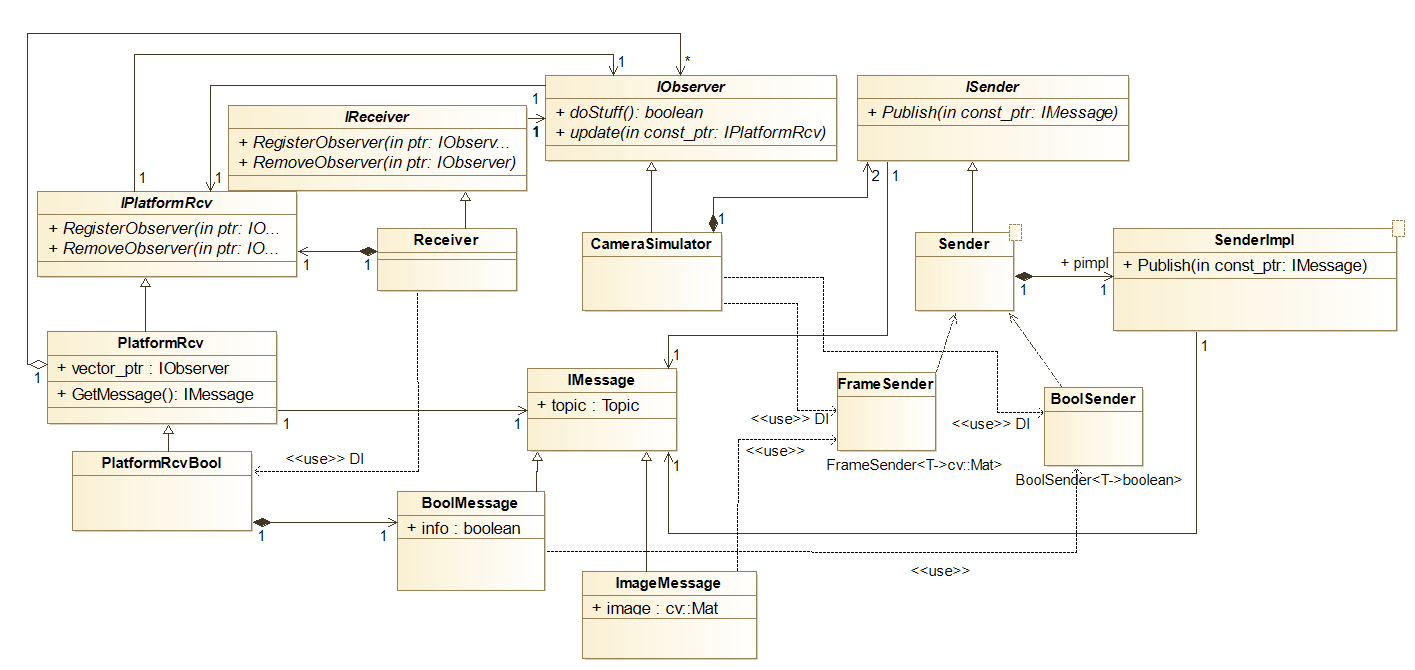 1
*
IObserver
+ doStuff(): boolean
+ update(in const_ptr: IPlatformRcv)
ISender
+ Publish(in const_ptr: IMessage)
1
1
IReceiver
+ RegisterObserver(in ptr: IObserv...
+ RemoveObserver(in ptr: IObserver)
1
1
2
1
IPlatformRcv
+ RegisterObserver(in ptr: IO...
+ RemoveObserver(in ptr: IO...
1
1
1
Receiver
CameraSimulator
1
Sender
SenderImpl
+ Publish(in const_ptr: IMessage)
+ pimpl
1
1
PlatformRcv
+ vector_ptr : IObserver
+ GetMessage(): IMessage
1
1
1
1
IMessage
+ topic : Topic
1
1
FrameSender
BoolSender
<<use>> DI
<<use>> DI
<<use>>
FrameSender<T->cv::Mat>
BoolSender<T->boolean>
PlatformRcvBool
<<use>> DI
1
BoolMessage
+ info : boolean
1
1
<<use>>
ImageMessage
+ image : cv::Mat